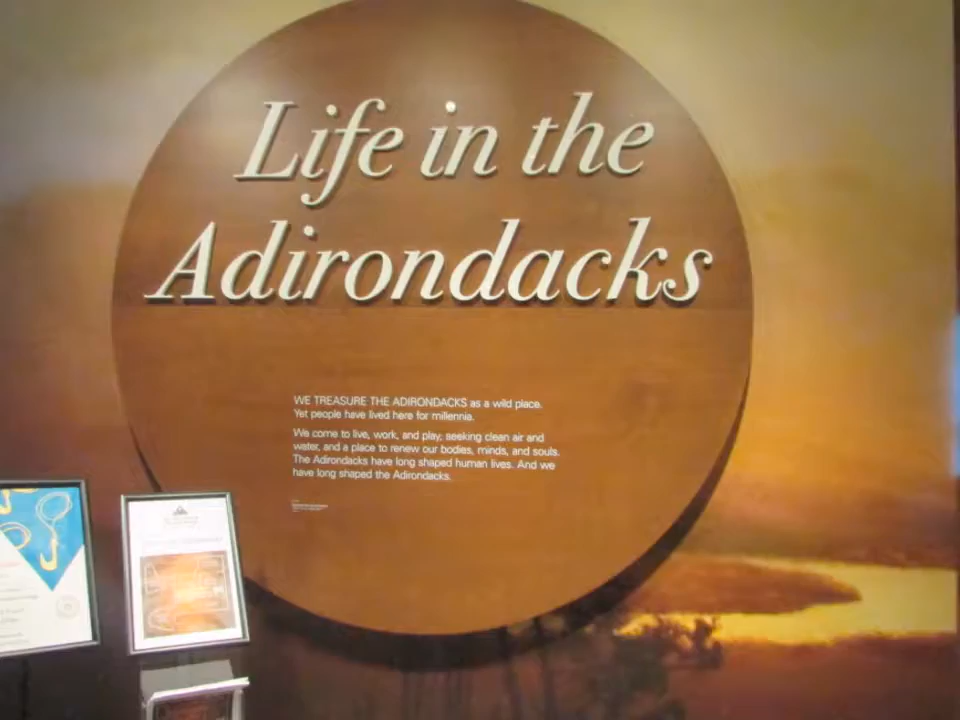 Life in the
Adirondacks
WE TREASURE THE ADIRONDACKS as a wild place.
Yet people have lived here for millennia.
We come to live, work, and play, seeking clean air and
water, and a place to renew our bodies, minds, and souls.
The Adirondacks have long shaped human lives. And we
have long shaped the Adirondacks.